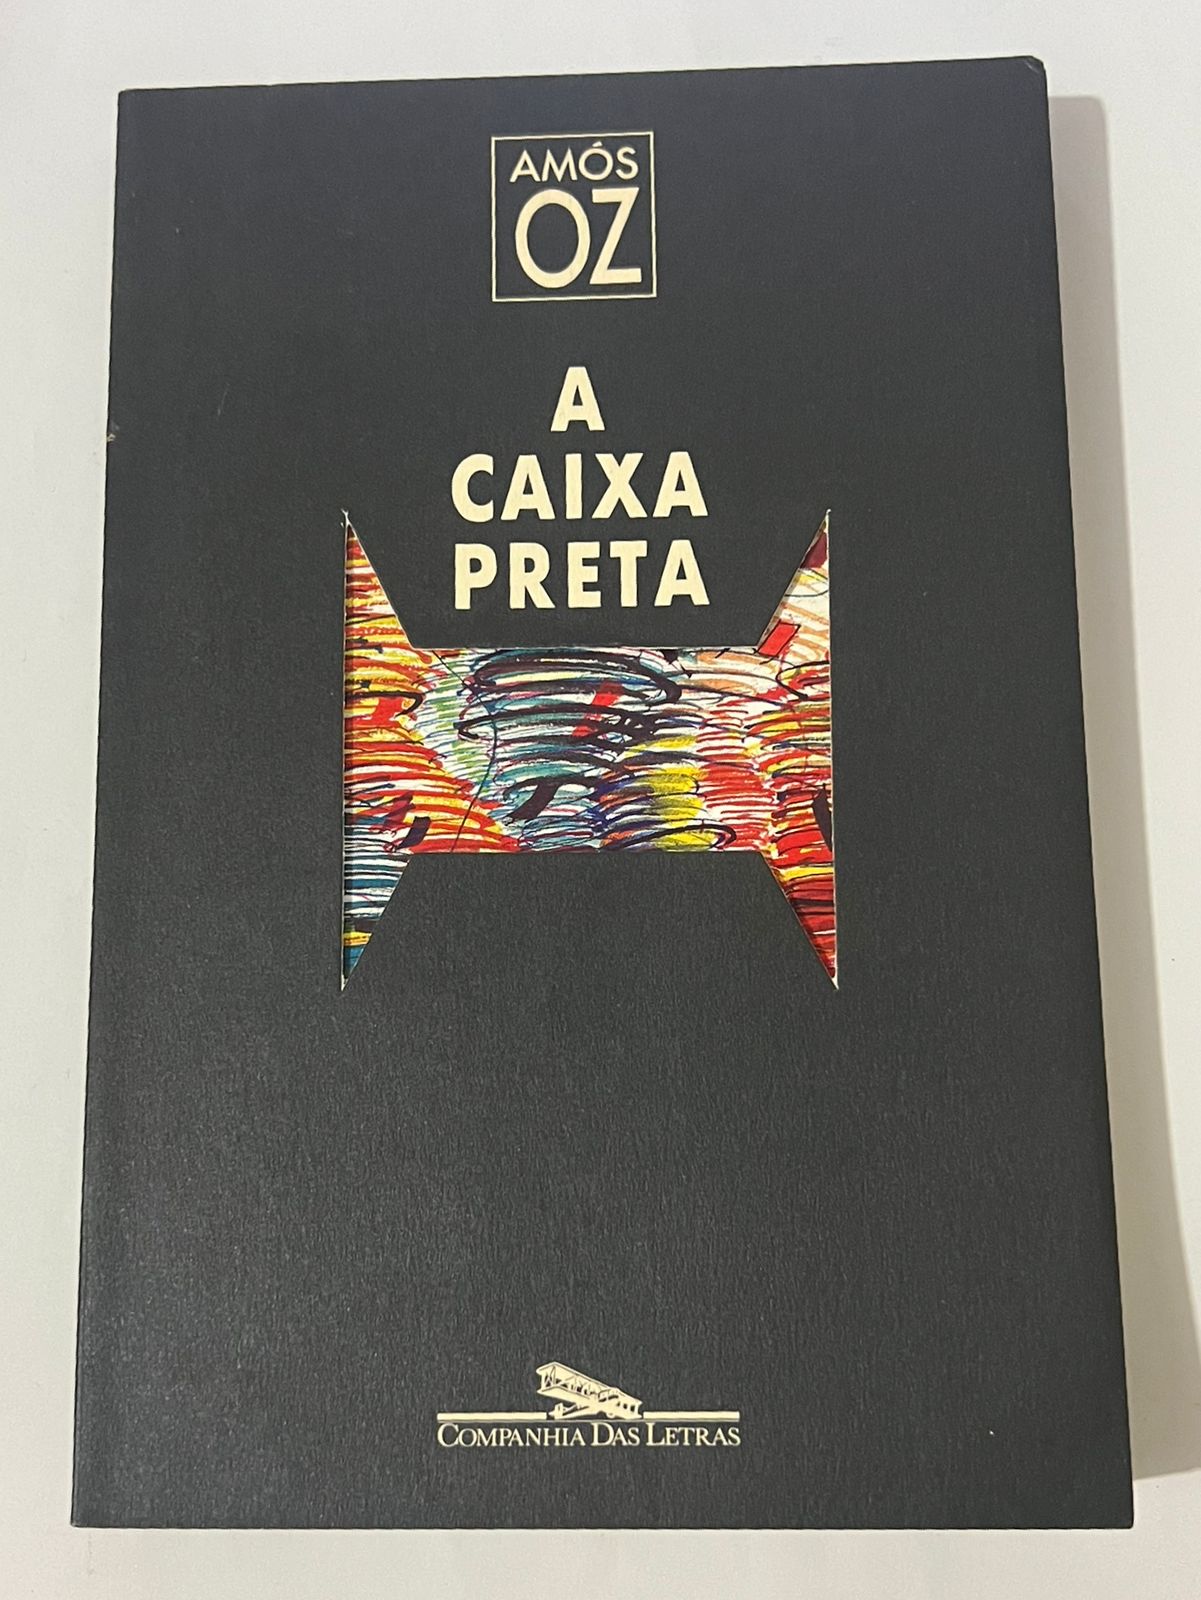 AMÓS
OZ
A
CAIXA
PRETA
COMPANHIA DAS LETRAS